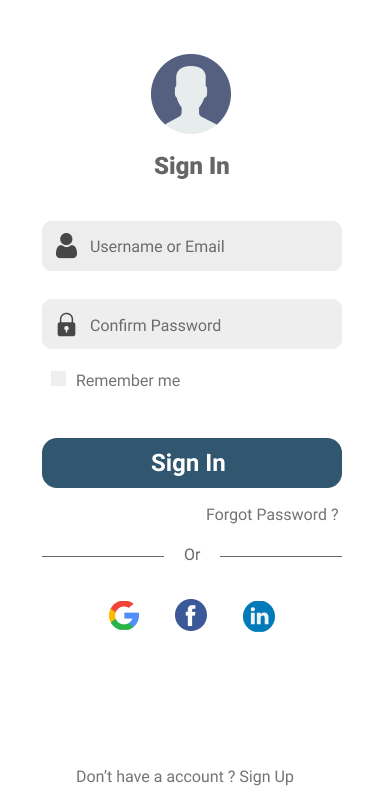 Sign In
Username or Email
Confirm Password
Remember me
Sign In
Forgot Password ?
Or
G f in
Don’t have a account ? Sign Up